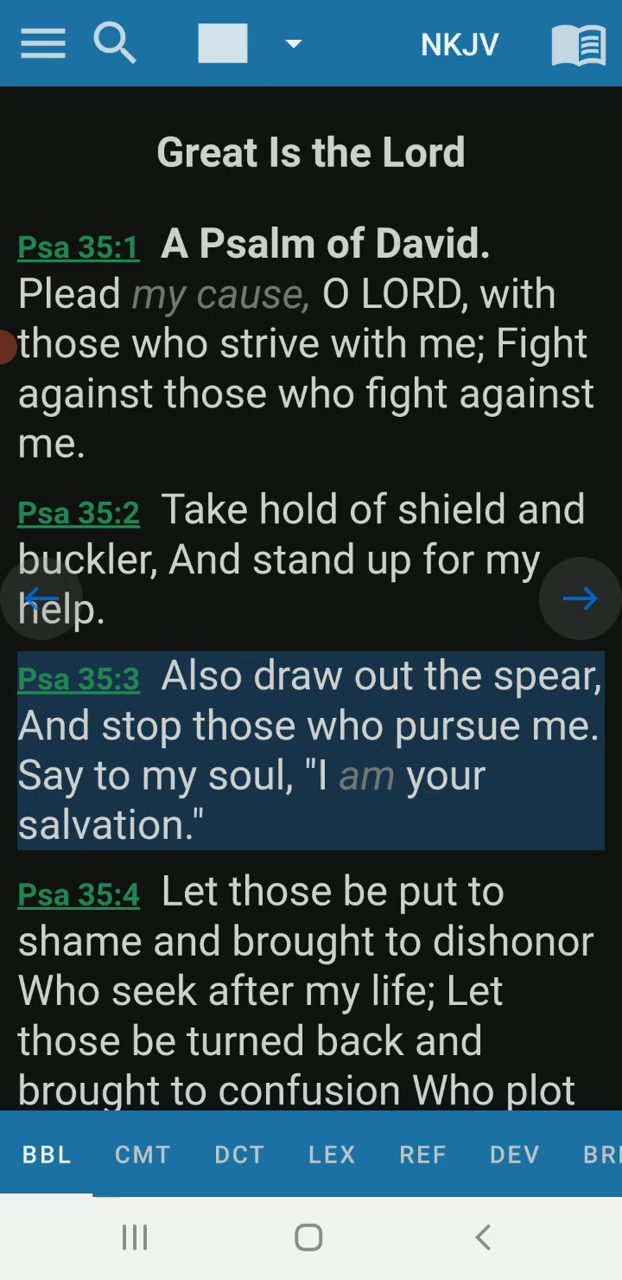 NKJV
Great Is the Lord
Psa 35:1 A Psalm of David.
Plead my cause, O LORD, with
those who strive with me; Fight
against those who fight against
me.
Psa 35:2 Take hold of shield and
buckler, And stand up for my
help.
Psa 35:3 Also draw out the spear,
And stop those who pursue me.
Say to my soul, "I am your
salvation."
Psa 35:4 Let those be put to
shame and brought to dishonor
Who seek after my life; Let
those be turned back and
brought to confusion Who plot
BBL CMT DCT LEX REF DEV BRI